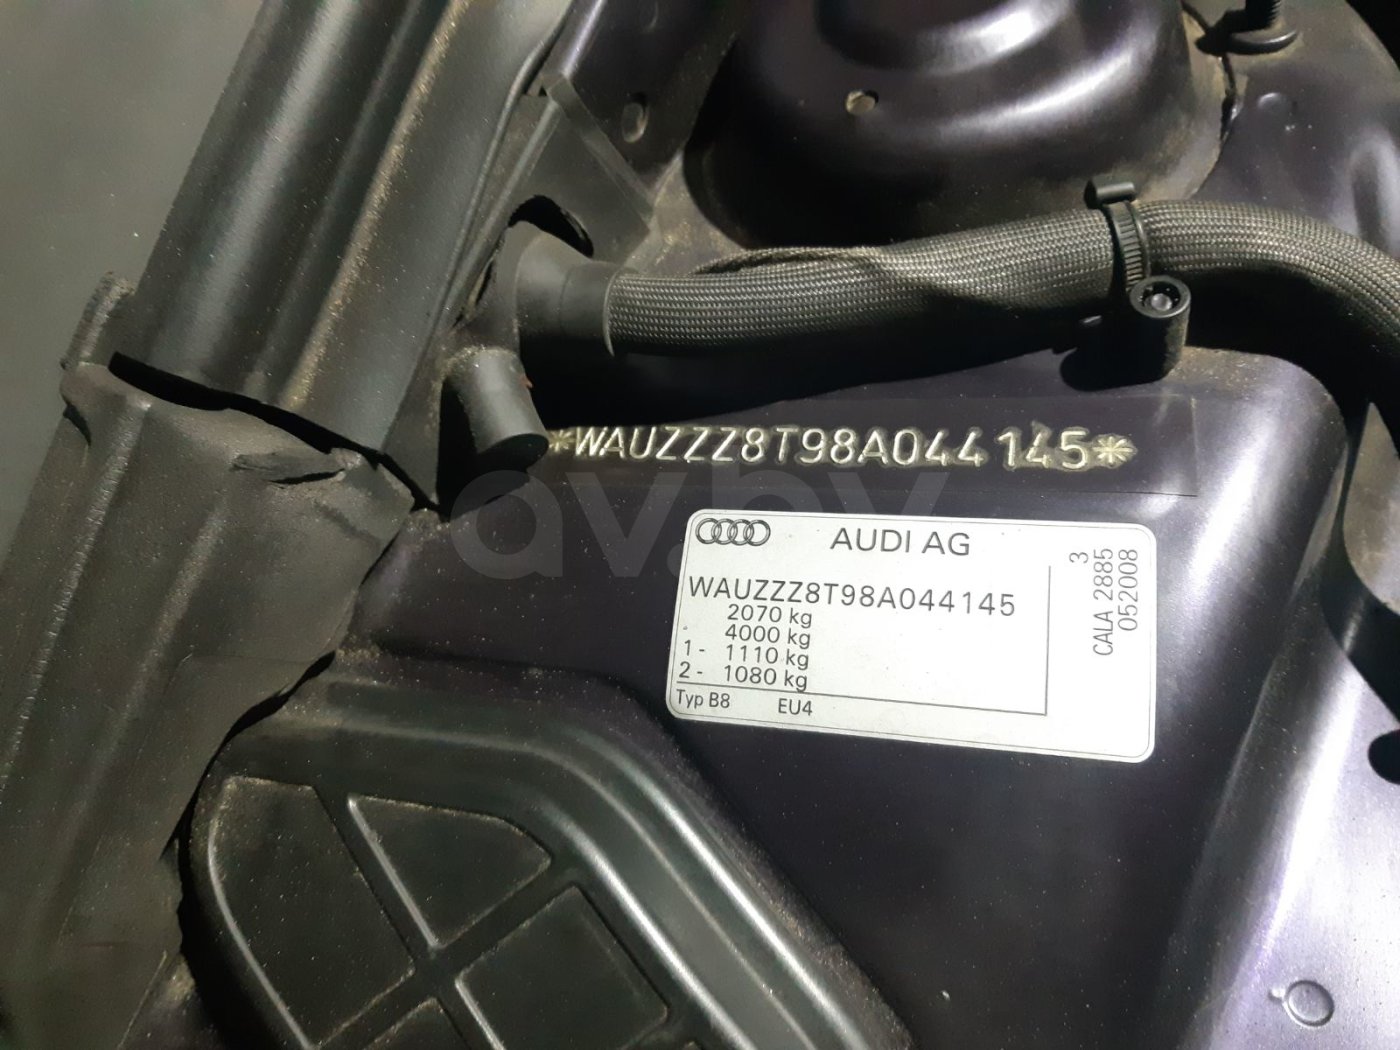 *WAUZZZ8T98A044145*
av.by
AUDI AG
WAUZZZ8T98A044145
2070 kg
4000 kg
1- 1110 kg
2- 1080 kg
Typ B8 EU4
3
CALA 2885
052008